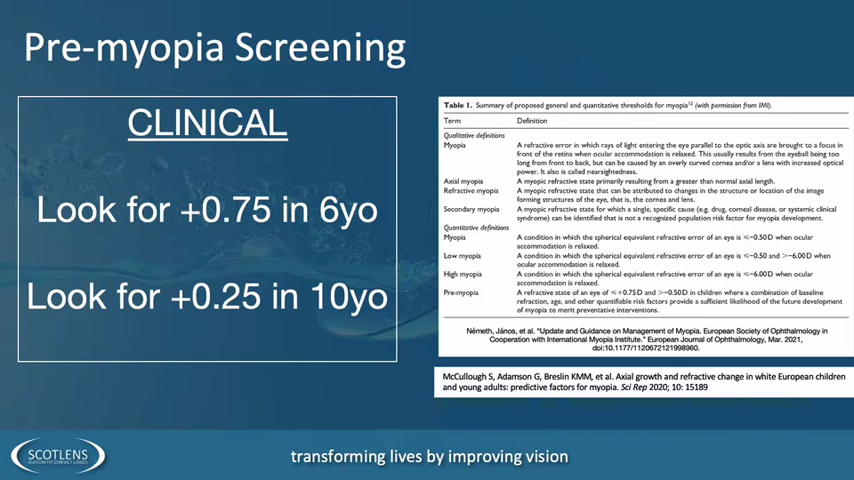 Pre-myopia Screening
CLINICAL
Look for +0.75 in 6yo
Look for +0.25 in 10yo
Table 1. Summary of proposed general and quantitative thresholds for myopia¹² (with permission from IMI).
Term Definition
Qualitative definitions
Myopia A refractive error in which rays of light entering the eye parallel to the optic axis are brought to a focus in
front of the retina when ocular accommodation is relaxed. This usually results from the eyeball being too
long from front to back, but can be caused by an overly curved cornea and/or a lens with increased optical
power. It also is called nearsightedness.
Axial myopia A myopic refractive state primarily resulting from a greater than normal axial length.
Refractive myopia A myopic refractive state that can be attributed to changes in the structure or location of the image
forming structures of the eye, that is, the cornea and lens.
Secondary myopia A myopic refractive state for which a single, specific cause (e.g. drug, corneal disease, or systemic clinical
syndrome) can be identified that is not a recognized population risk factor for myopia development.
Quantitative definitions
Myopia A condition in which the spherical equivalent refractive error of an eye is ⩽−0.50 D when ocular
accommodation is relaxed.
Low myopia A condition in which the spherical equivalent refractive error of an eye is ⩽−0.50 and >−6.00 D when
ocular accommodation is relaxed.
High myopia A condition in which the spherical equivalent refractive error of an eye is ⩽−6.00 D when ocular
accommodation is relaxed.
Pre-myopia A refractive state of an eye of ⩽+0.75 D and >−0.50 D in children where a combination of baseline
refraction, age, and other quantifiable risk factors provide a sufficient likelihood of the future development
of myopia to merit preventative interventions.
Németh, János, et al. "Update and Guidance on Management of Myopia. European Society of Ophthalmology in
Cooperation with International Myopia Institute." European Journal of Ophthalmology, Mar. 2021,
doi:10.1177/1120672121998960.
McCullough S, Adamson G, Breslin KMM, et al. Axial growth and refractive change in white European children
and young adults: predictive factors for myopia. Sci Rep 2020; 10: 15189
SCOTLENS
CUSTOM-FIT CONTACT LENSES
transforming lives by improving vision